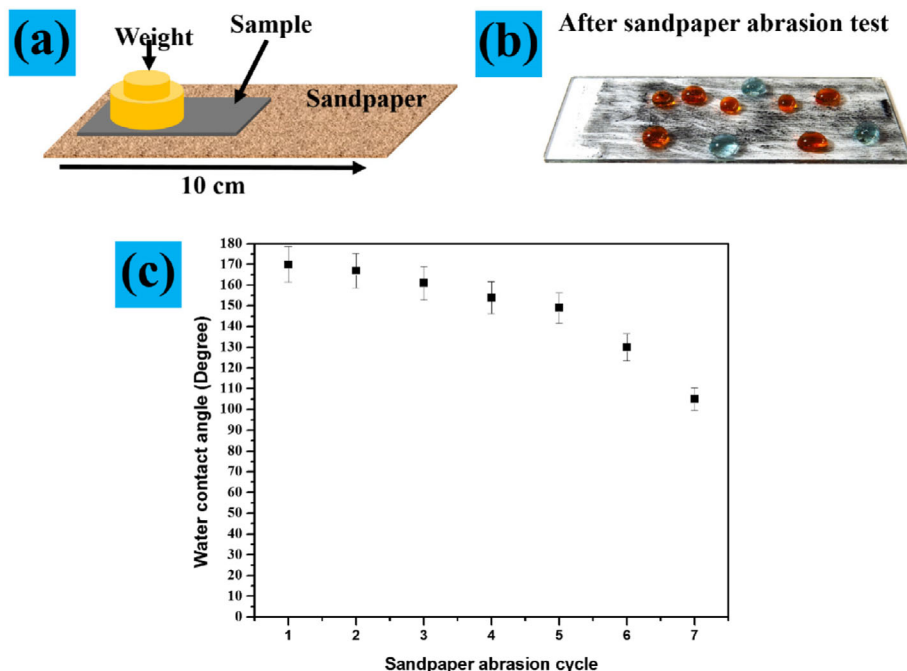 (a)
Weight
Sample
Sandpaper
10 cm
(b)
After sandpaper abrasion test
(c)
Water contact angle (Degree)
180
170
160
150
140
130
120
110
100
90
80
70
60
50
40
30
20
10
0
1 2 3 4 5 6 7
Sandpaper abrasion cycle